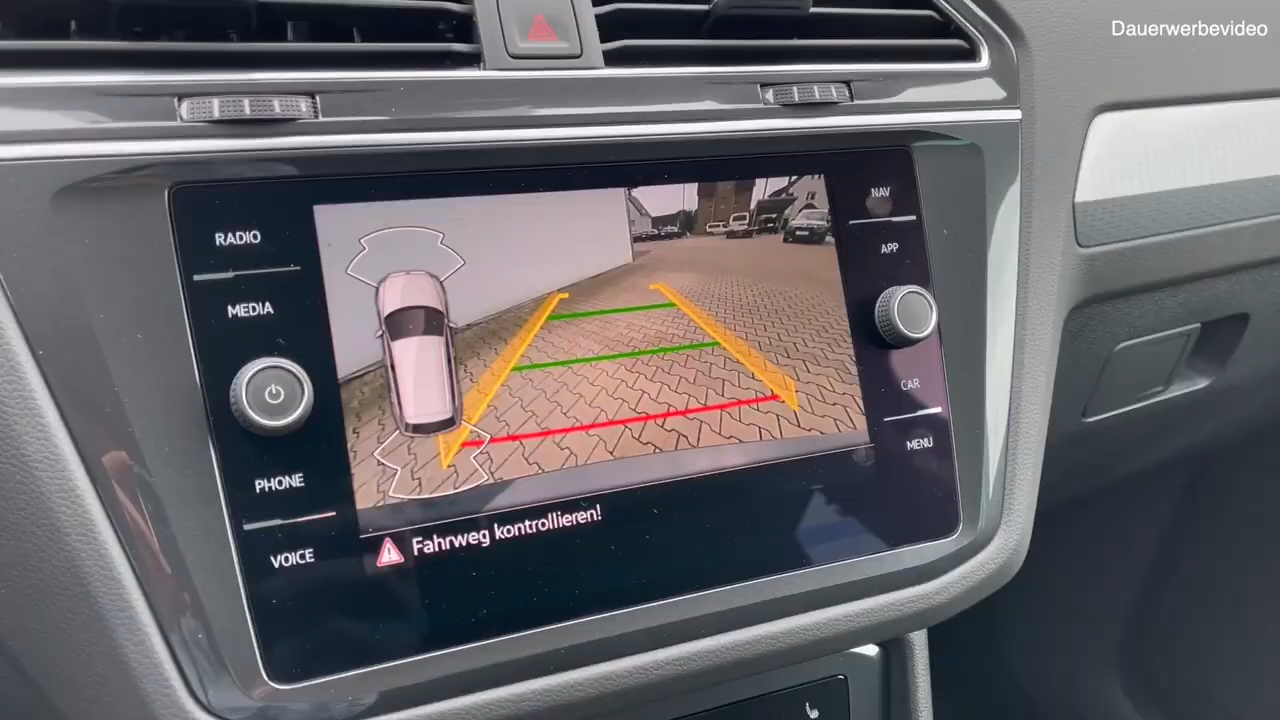 Dauerwerbevideo
RADIO
MEDIA
PHONE
VOICE
NAV
APP
CAR
MENU
Fahrweg kontrollieren!